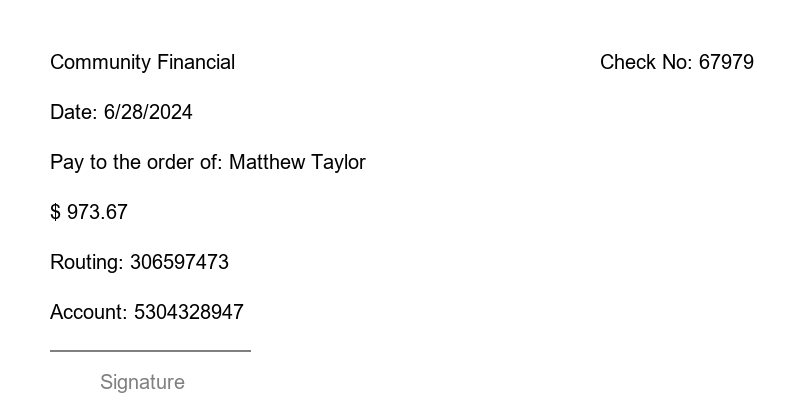 Community Financial
Check No: 67979
Date: 6/28/2024
Pay to the order of: Matthew Taylor
$ 973.67
Routing: 306597473
Account: 5304328947
Signature